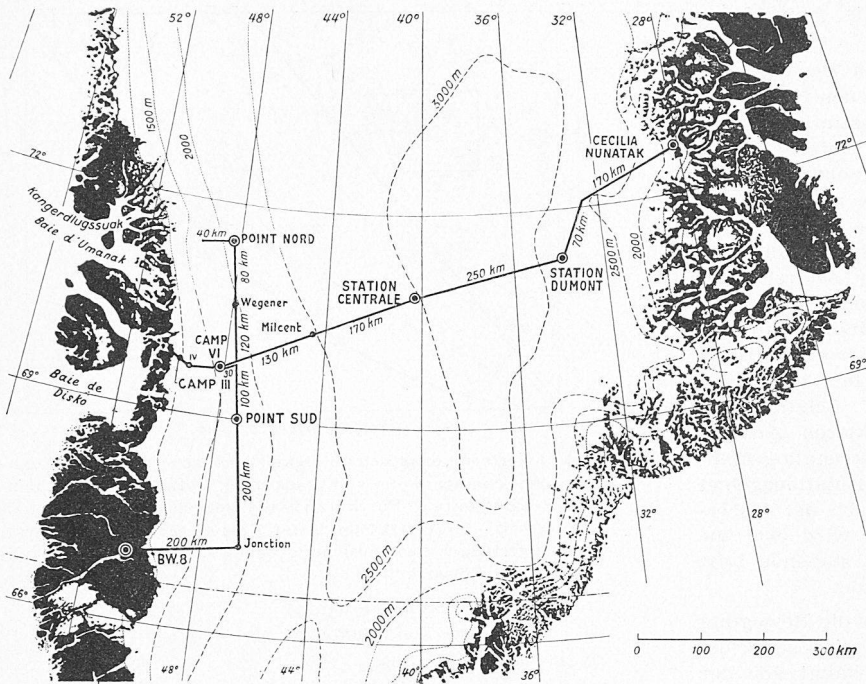 52°
48°
44°
40°
36°
32°
28°
1500 m
2000
3000 m
CECILIA
NUNATAK
72°
72°
170 km
Kangerdlugssuak
Baie d'Umanak
40 km
POINT NORD
80 km
70 km
2500 m
2000
250 km
STATION
DUMONT
STATION
CENTRALE
Wegener
Milcent
120 km
170 km
CAMP
VI
IV
130 km
30
CAMP III
100 km
69°
69°
Baie de
Disko
POINT SUD
200 km
32°
28°
200 km
Jonction
BW.8
2500 m
66°
2000 m
48°
44°
40°
36°
0 100 200 300 km